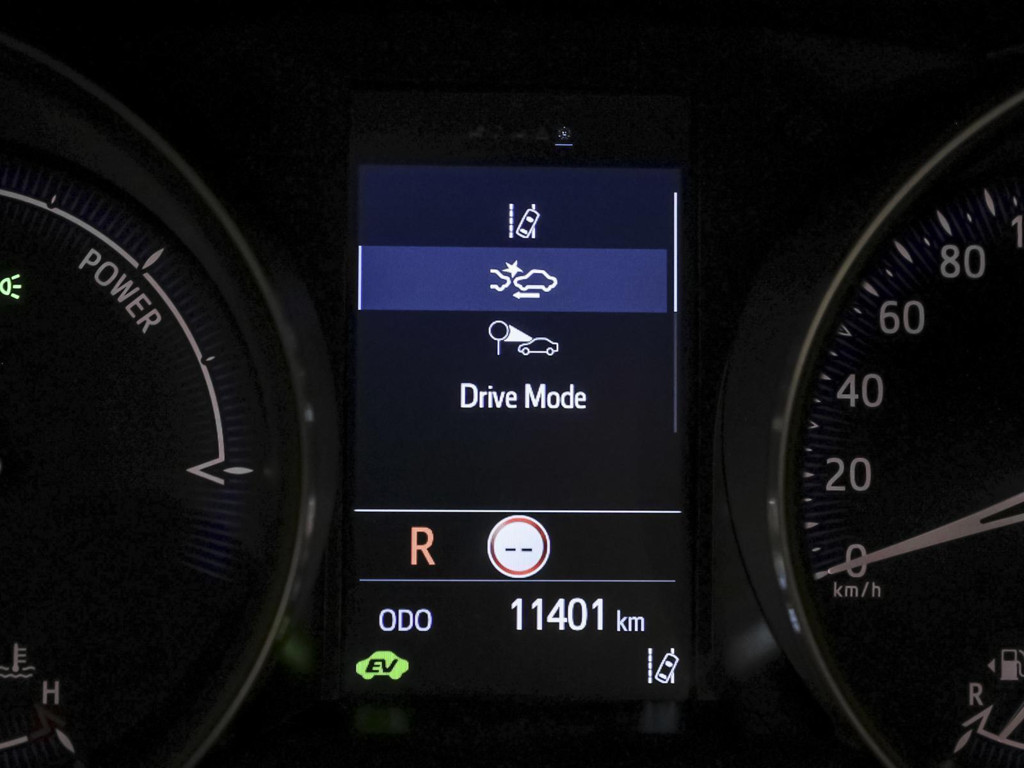 POWER
Drive Mode
R
--
ODO 11401 km
EV
H
80
60
40
20
0
km/h
R